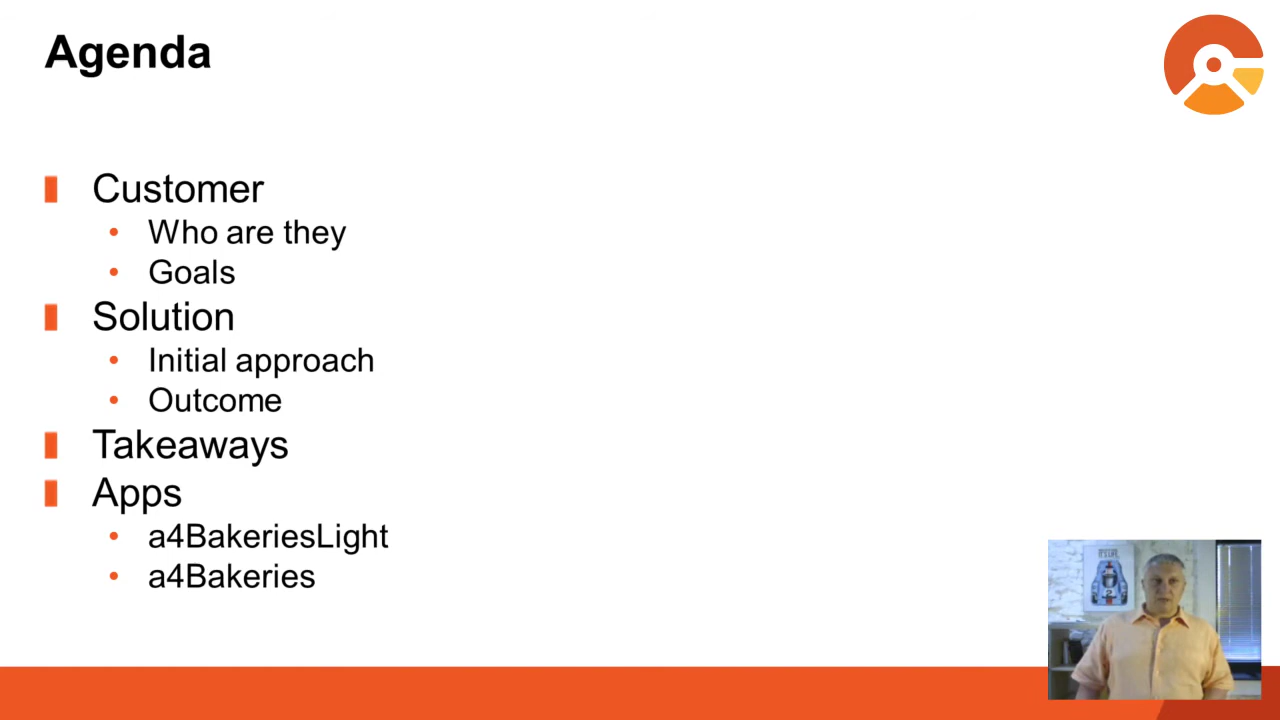 Agenda
Customer
Who are they
Goals
Solution
Initial approach
Outcome
Takeaways
Apps
a4BakeriesLight
a4Bakeries